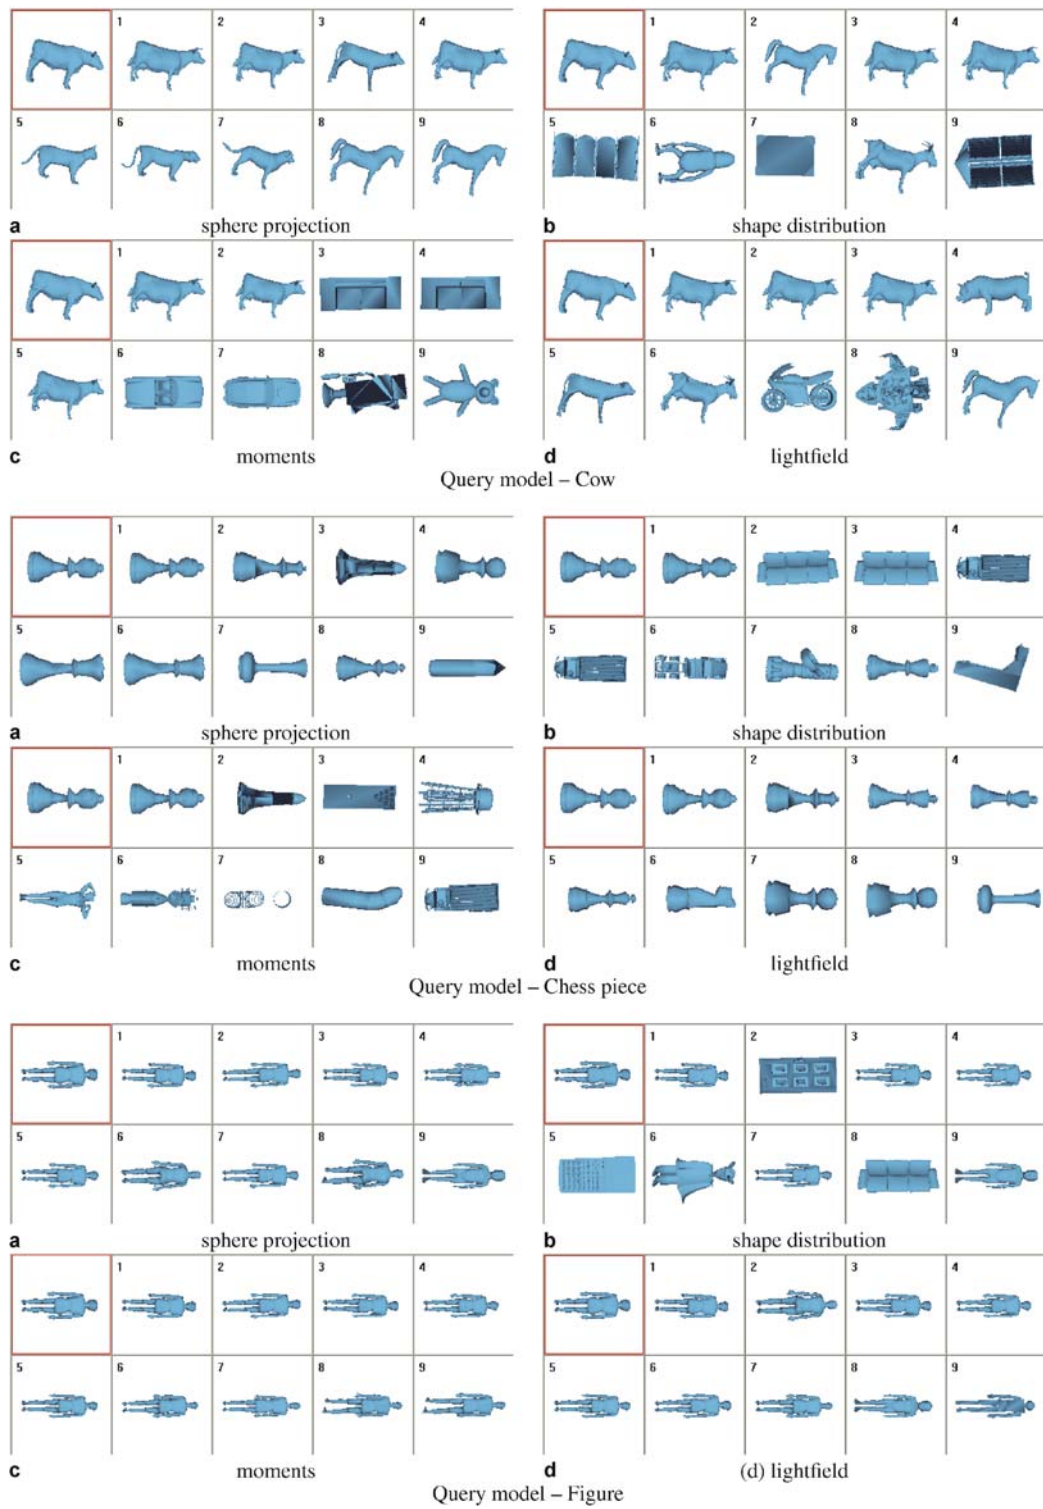 1 2 3 4 1 2 3 4
5 6 7 8 9 5 6 7 8 9
a sphere projection b shape distribution
1 2 3 4 1 2 3 4
5 6 7 8 9 5 6 7 8 9
c moments d lightfield
Query model – Cow
1 2 3 4 1 2 3 4
5 6 7 8 9 5 6 7 8 9
a sphere projection b shape distribution
1 2 3 4 1 2 3 4
5 6 7 8 9 5 6 7 8 9
c moments d lightfield
Query model – Chess piece
1 2 3 4 1 2 3 4
5 6 7 8 9 5 6 7 8 9
a sphere projection b shape distribution
1 2 3 4 1 2 3 4
5 6 7 8 9 5 6 7 8 9
c moments d (d) lightfield
Query model – Figure